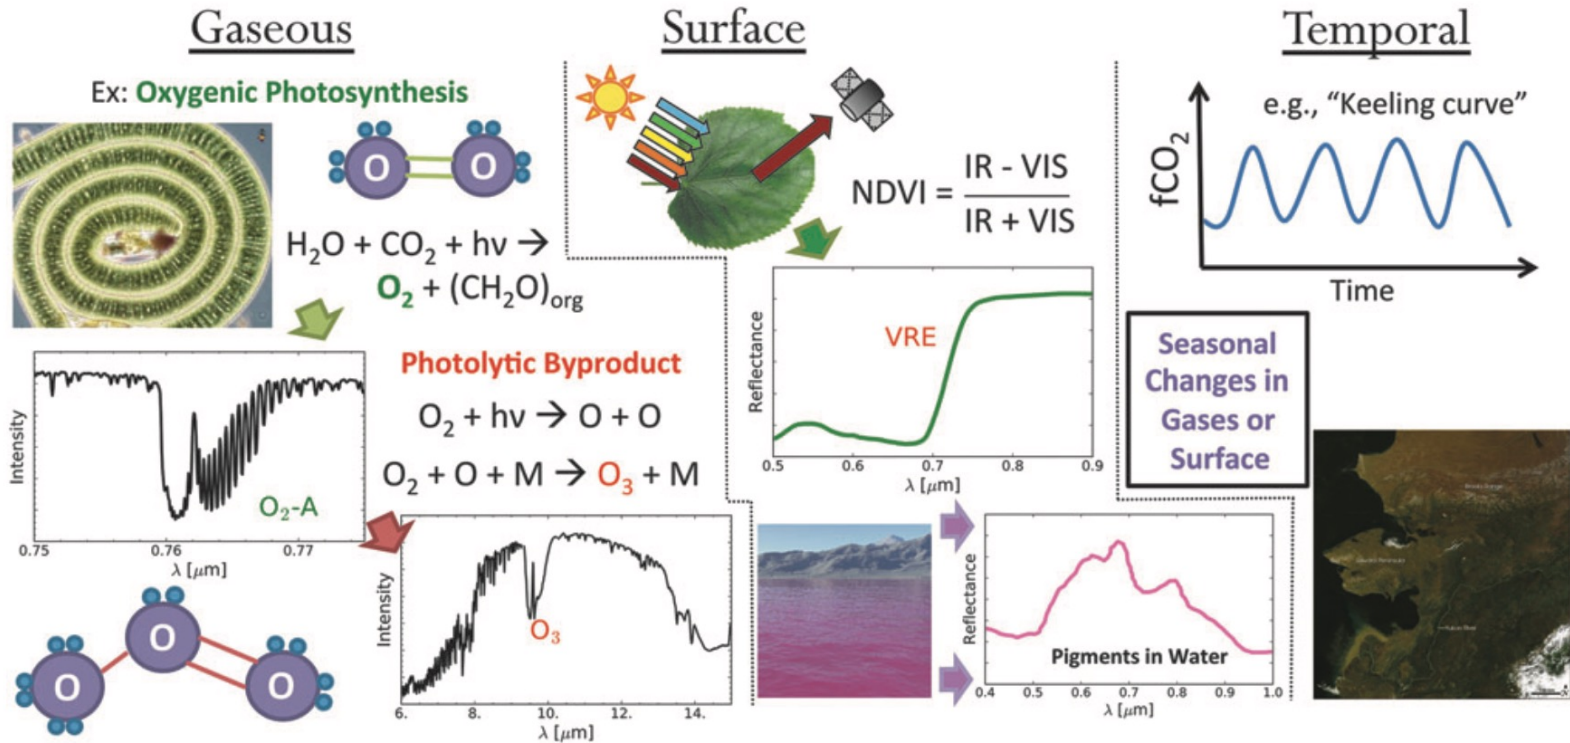 Gaseous
Ex: Oxygenic Photosynthesis
O O
H₂O + CO₂ + hν →
O₂ + (CH₂O)org
Intensity
O₂-A
0.75 0.76 0.77
λ [μm]
Photolytic Byproduct
O₂ + hν → O + O
O₂ + O + M → O₃ + M
O
O
O
Intensity
O₃
6. 8. 10. 12. 14.
λ [μm]
Surface
NDVI = IR - VIS
IR + VIS
Reflectance
VRE
0.5 0.6 0.7 0.8 0.9
λ [μm]
Reflectance
Pigments in Water
0.4 0.5 0.6 0.7 0.8 0.9 1.0
λ [μm]
Temporal
e.g., “Keeling curve”
fCO₂
Time
Seasonal
Changes in
Gases or
Surface